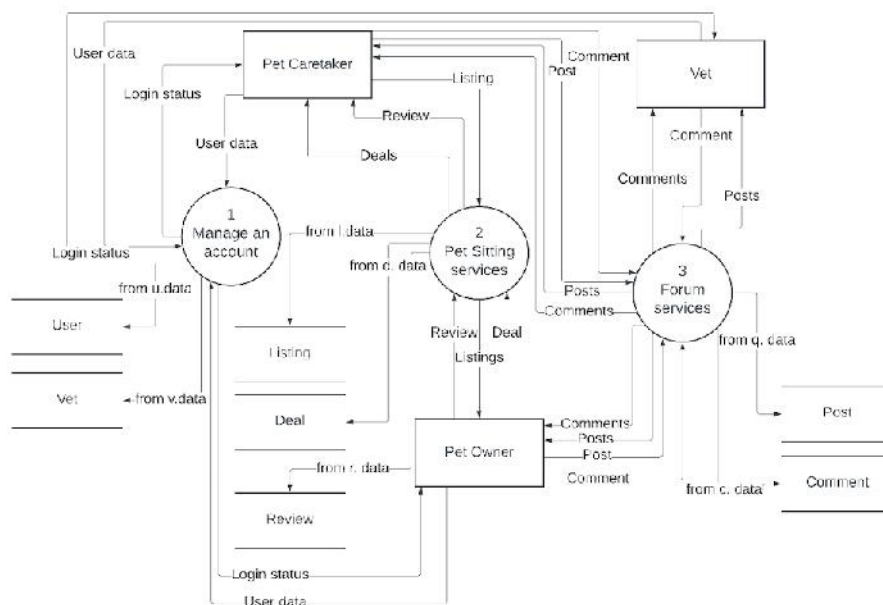 User data
Pet Caretaker
Comment
Post
Vet
Listing
Login status
Review
Comment
User data
Deals
Comments
Posts
1
Manage an
account
from l.data
2
Pet Sitting
services
Login status
from d. data
3
Forum
services
from u.data
Posts
Comments
User
Review
Deal
from q. data
Listing
Listings
Vet
from v.data
Deal
Comments
Post
Posts
Pet Owner
Post
from r. data
Comment
from c. data
Comment
Review
Login status
User data